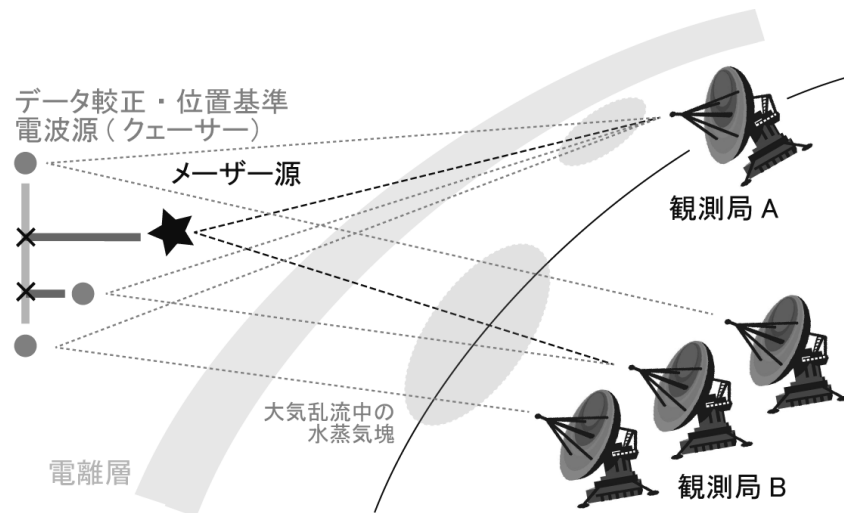 データ較正・位置基準
電波源(クェーサー)
メーザー源
観測局 A
大気乱流中の
水蒸気塊
電離層
観測局 B